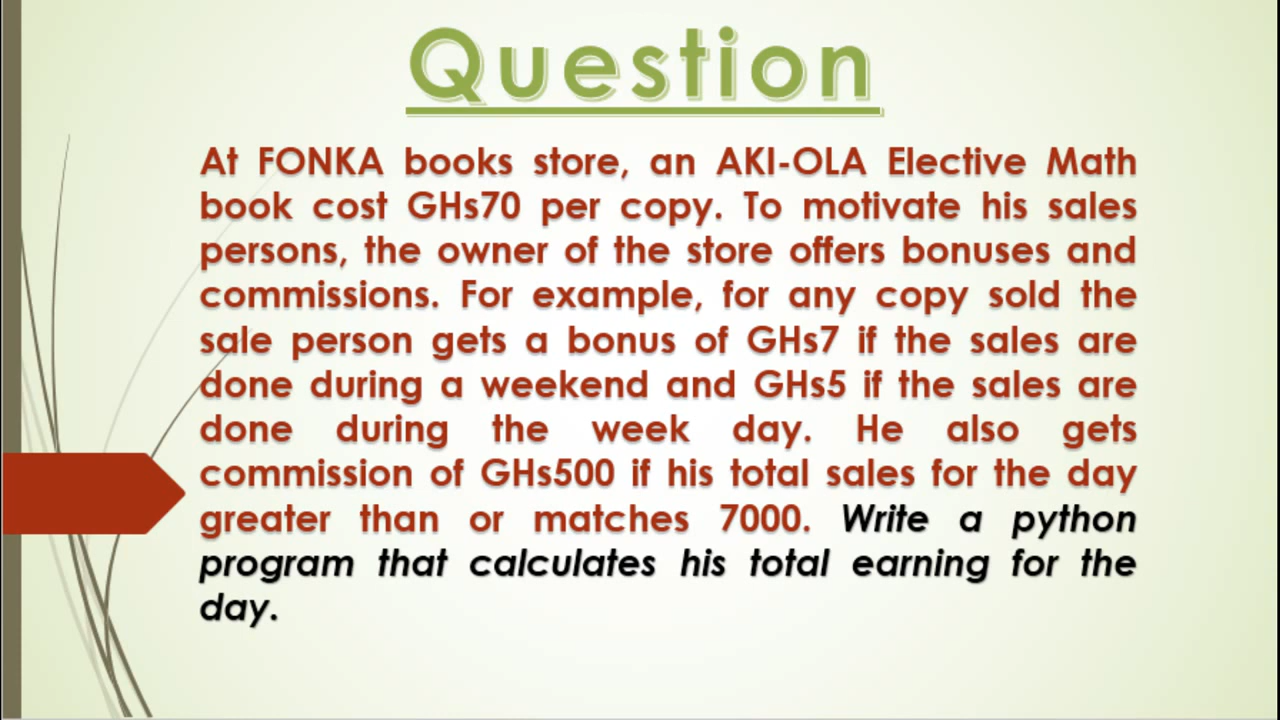 Question
At FONKA books store, an AKI-OLA Elective Math
book cost GHs70 per copy. To motivate his sales
persons, the owner of the store offers bonuses and
commissions. For example, for any copy sold the
sale person gets a bonus of GHs7 if the sales are
done during a weekend and GHs5 if the sales are
done during the week day. He also gets
commission of GHs500 if his total sales for the day
greater than or matches 7000. Write a python
program that calculates his total earning for the
day.